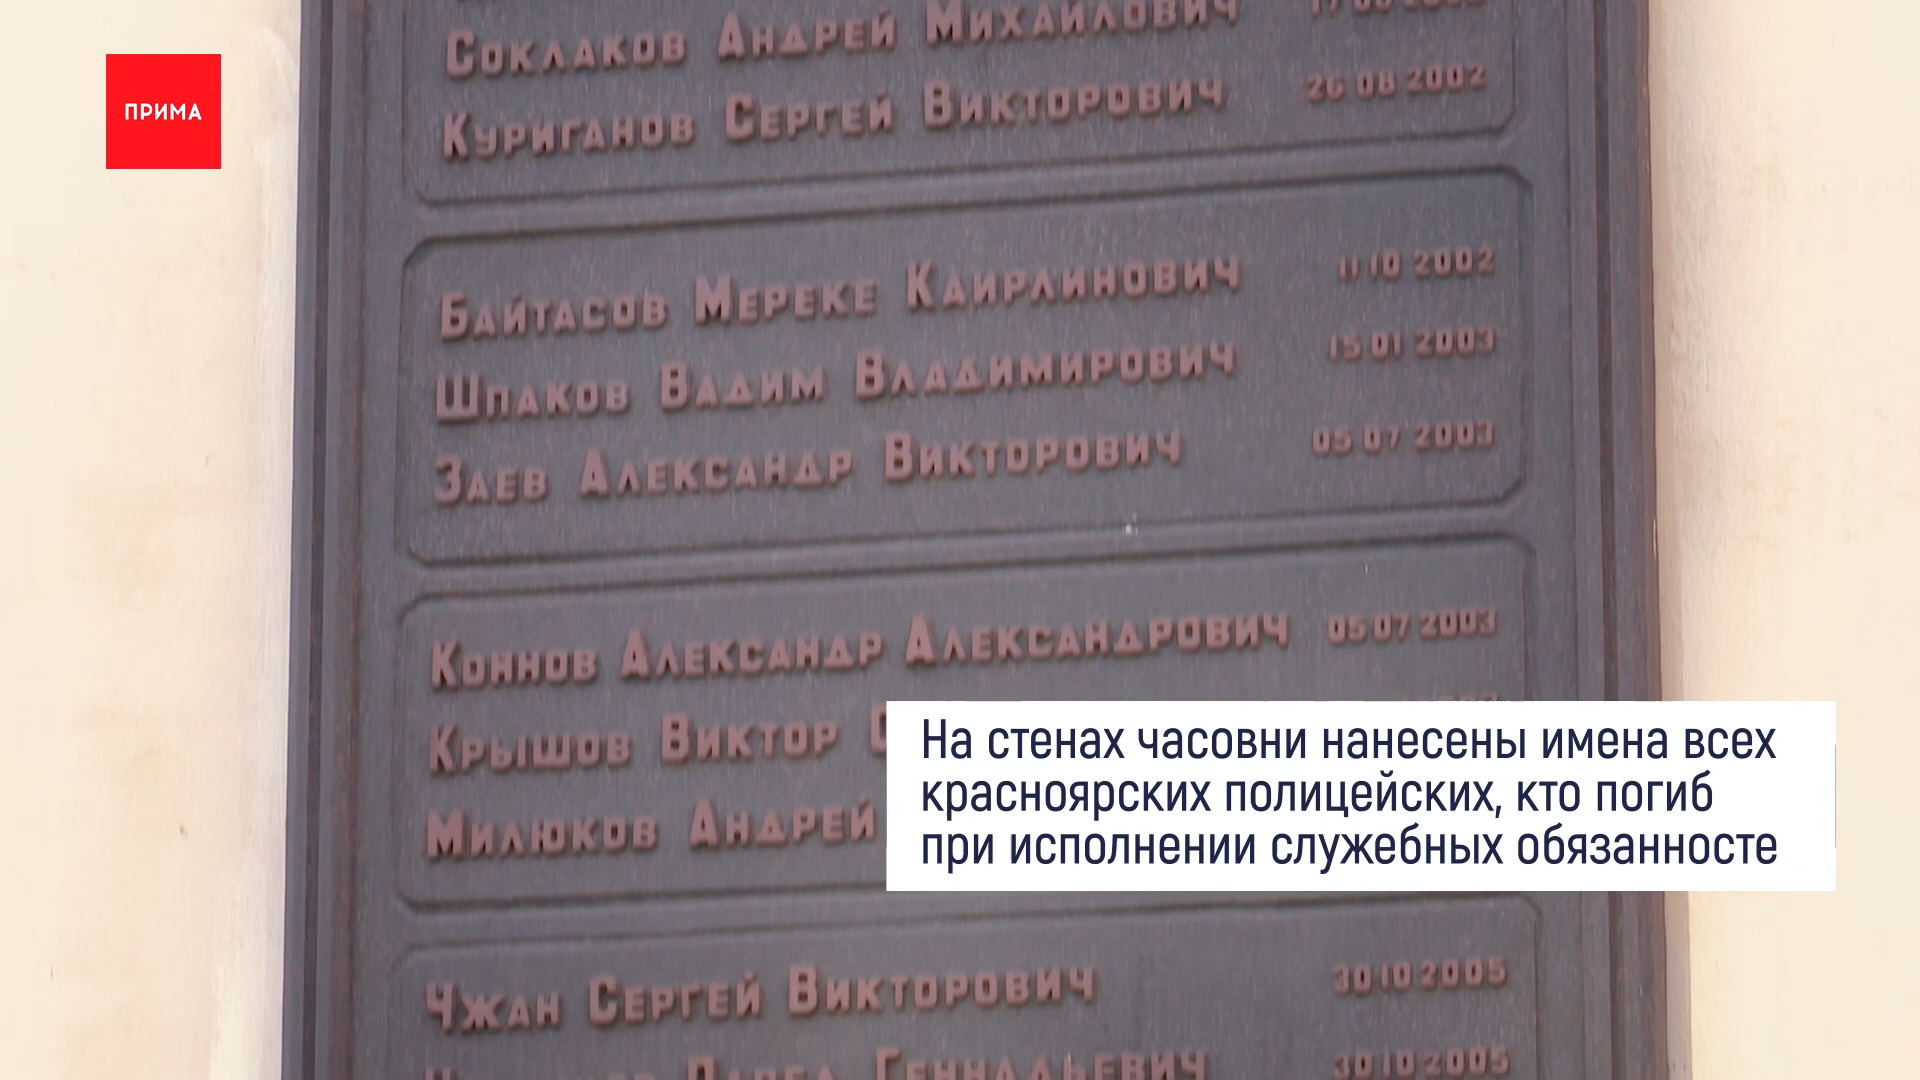 ПРИМА
Соклаков Андрей Михайлович
Куриганов Сергей Викторович 26 08 2002
Байтасов Мереке Каирлинович 11 10 2002
Шпаков Вадим Владимирович 15 01 2003
Заев Александр Викторович 05 07 2003
Коннов Александр Александрович 05 07 2003
Крышов Виктор
Милюков Андрей
На стенах часовни нанесены имена всех
красноярских полицейских, кто погиб
при исполнении служебных обязанносте
Чжан Сергей Викторович 30 10 2005
Павел Геннадьевич 30 10 2005